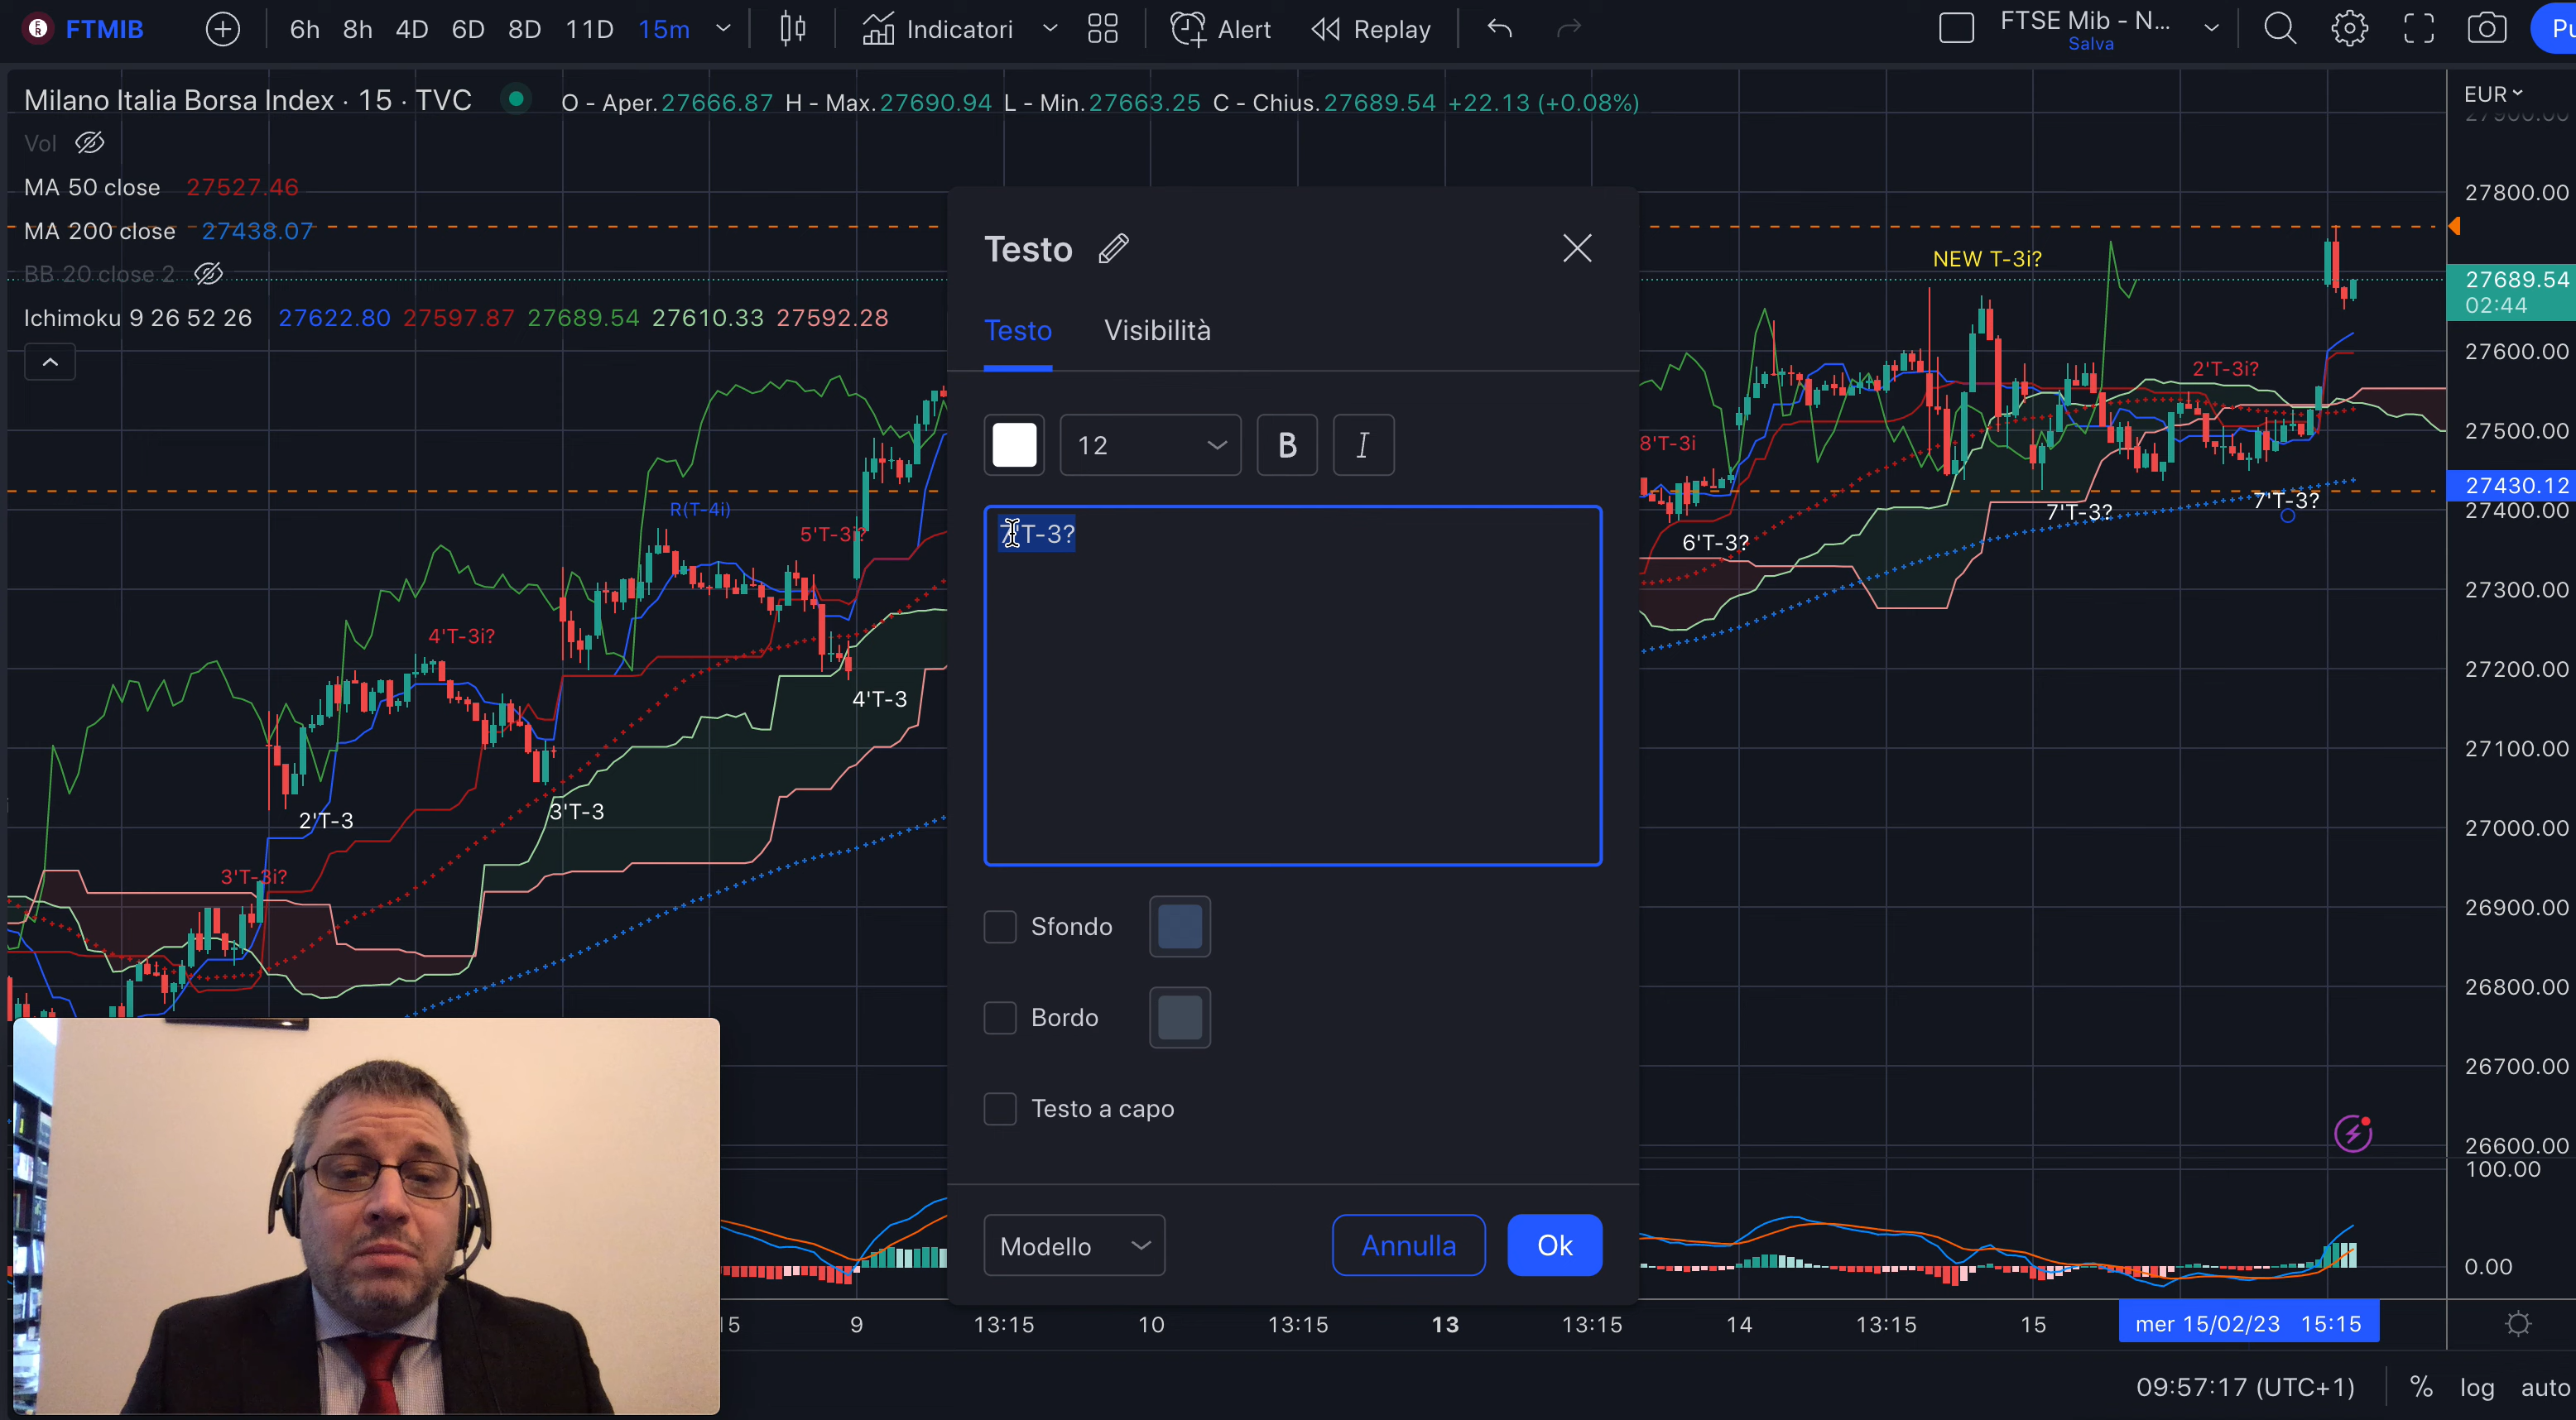 FTMIB 6h 8h 4D 6D 8D 11D 15m Indicatori Alert Replay FTSE Mib - N...
Salva
Milano Italia Borsa Index · 15 · TVC O - Aper.27666.87 H - Max.27690.94 L - Min.27663.25 C - Chius.27689.54 +22.13 (+0.08%)
EUR
Vol
MA 50 close 27527.46
MA 200 close 27438.07
BB 20 close 2
Ichimoku 9 26 52 26 27622.80 27597.87 27689.54 27610.33 27592.28
Testo
Testo Visibilità
12 B I
7'T-3?
Sfondo
Bordo
Testo a capo
Modello Annulla Ok
NEW T-3i?
2'T-3i?
8'T-3i
7'T-3?
7'T-3?
6'T-3?
R(T-4i)
5'T-3i?
4'T-3i?
4'T-3
3'T-3
2'T-3
3'T-3i?
27800.00
27689.54
02:44
27600.00
27500.00
27430.12
27400.00
27300.00
27200.00
27100.00
27000.00
26900.00
26800.00
26700.00
26600.00
100.00
0.00
15 9 13:15 10 13:15 13 13:15 14 13:15 15 mer 15/02/23 15:15
09:57:17 (UTC+1) % log auto